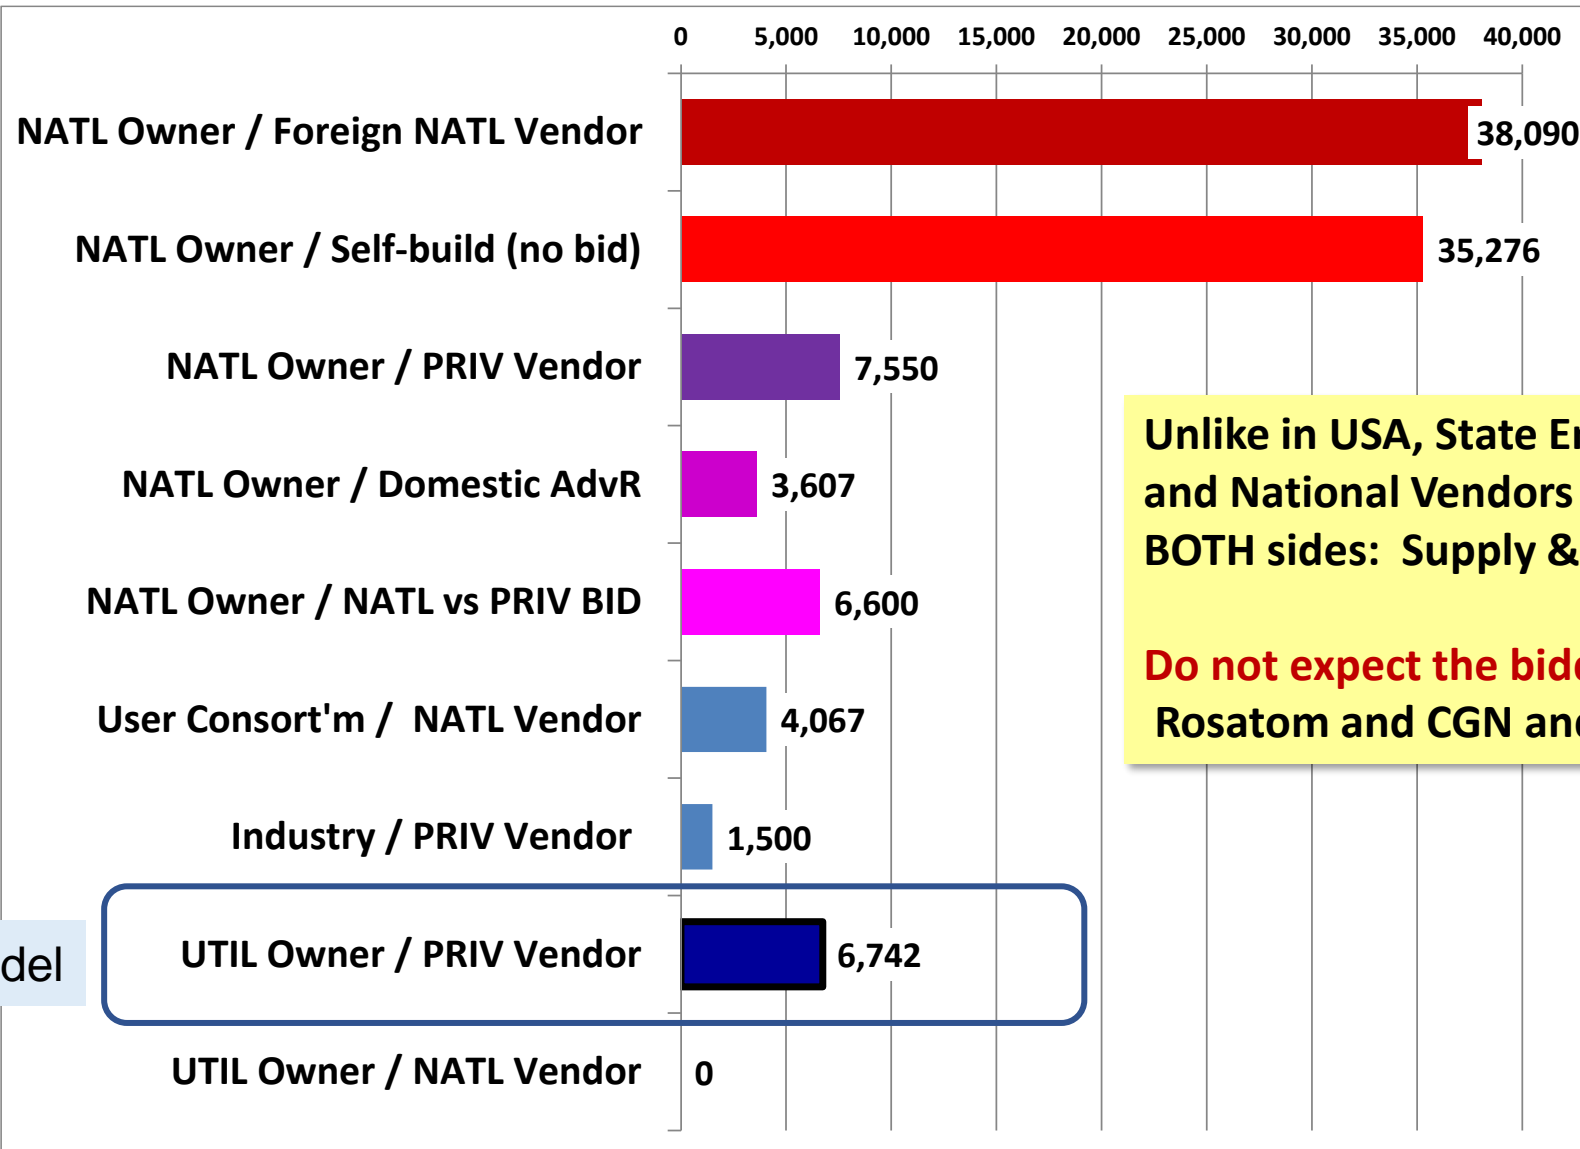 0 5,000 10,000 15,000 20,000 25,000 30,000 35,000 40,000
NATL Owner / Foreign NATL Vendor 38,090
NATL Owner / Self-build (no bid) 35,276
NATL Owner / PRIV Vendor 7,550
NATL Owner / Domestic AdvR 3,607
NATL Owner / NATL vs PRIV BID 6,600
User Consort'm / NATL Vendor 4,067
Industry / PRIV Vendor 1,500
UTIL Owner / PRIV Vendor 6,742
UTIL Owner / NATL Vendor 0
Unlike in USA, State
and National Vendors
BOTH sides: Supply &
Do not expect the
Rosatom and CGN
del